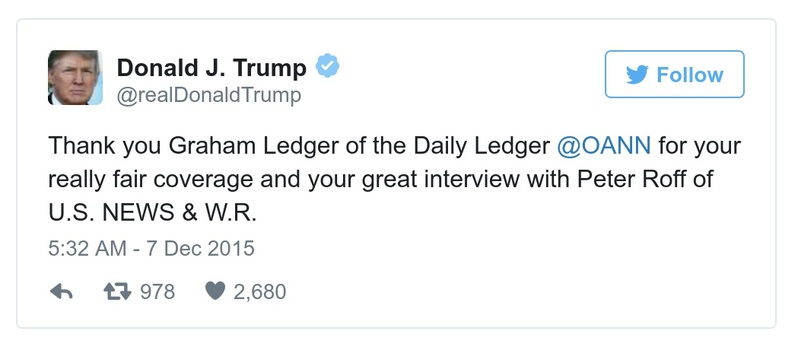 Donald J. Trump
@realDonaldTrump
Follow
Thank you Graham Ledger of the Daily Ledger @OANN for your
really fair coverage and your great interview with Peter Roff of
U.S. NEWS & W.R.
5:32 AM - 7 Dec 2015
978 2,680